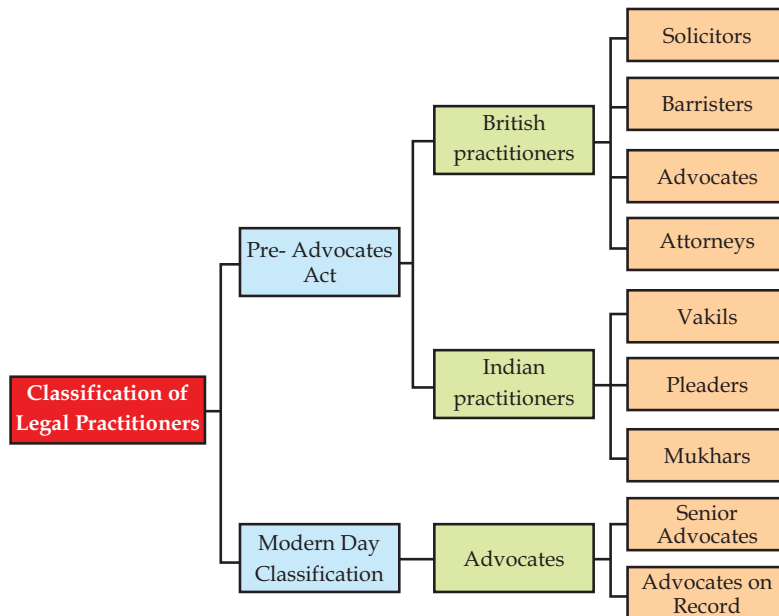 Classification of
Legal Practitioners
Pre- Advocates
Act
British
practitioners
Solicitors
Barristers
Advocates
Attorneys
Indian
practitioners
Vakils
Pleaders
Mukhars
Modern Day
Classification
Advocates
Senior
Advocates
Advocates on
Record